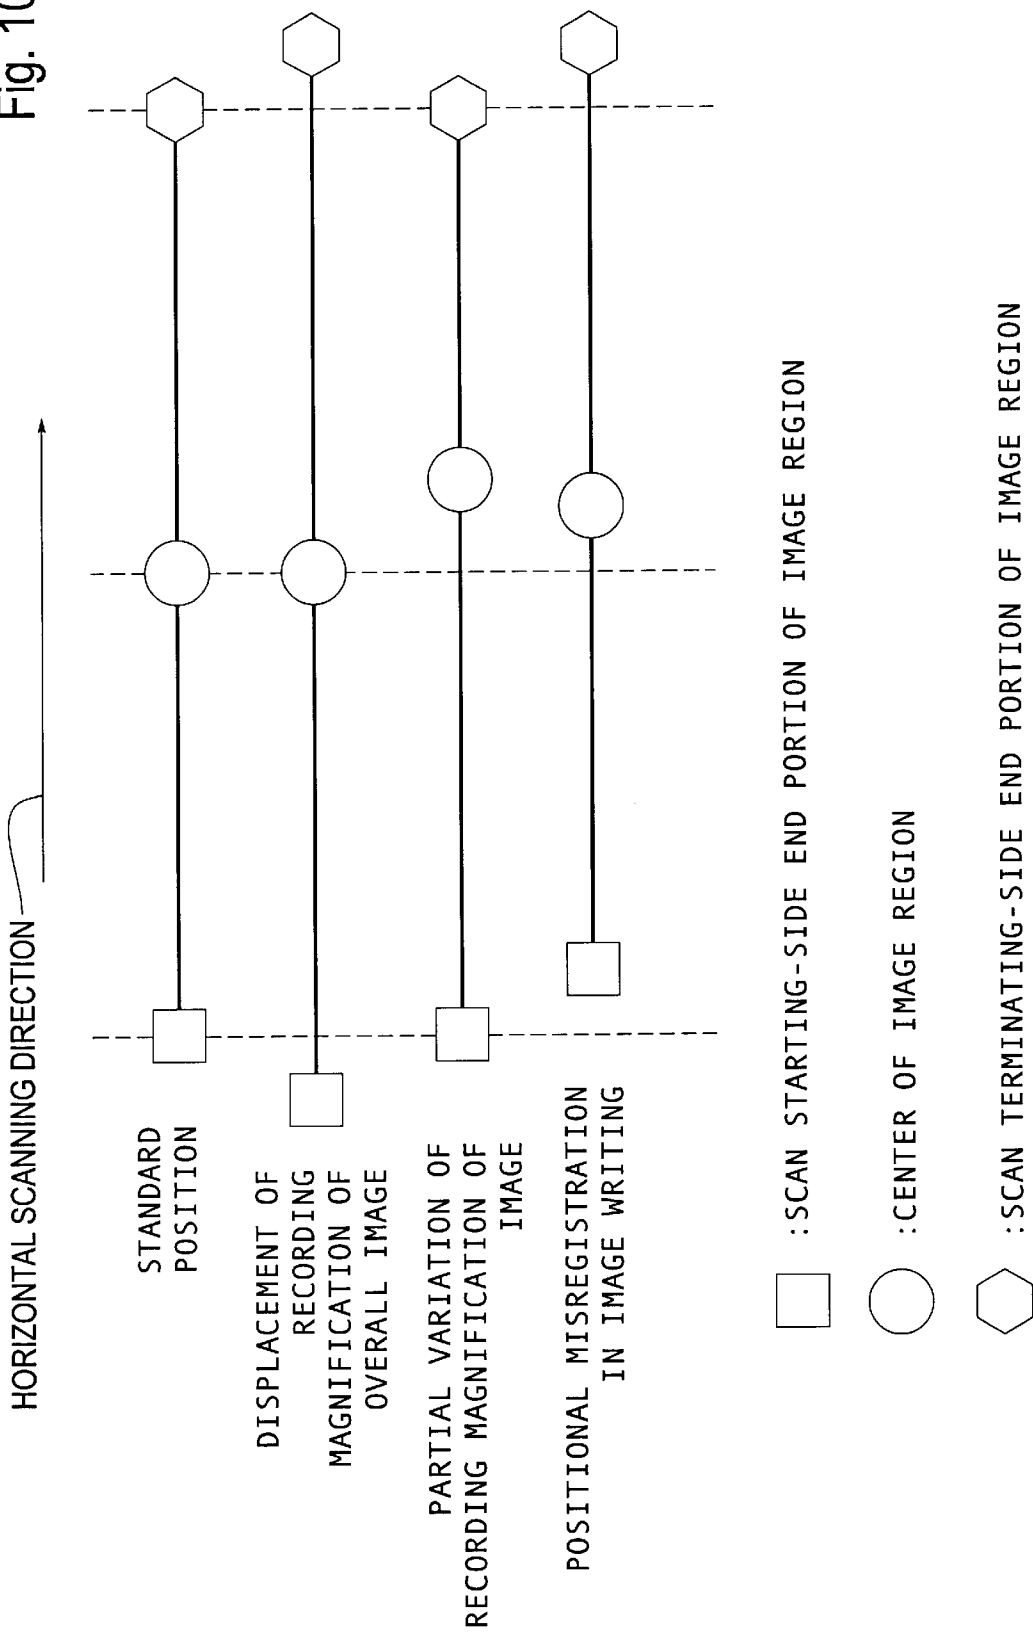 Fig. 10
HORIZONTAL SCANNING DIRECTION
STANDARD
POSITION
DISPLACEMENT OF
RECORDING
MAGNIFICATION OF
OVERALL IMAGE
PARTIAL VARIATION OF
RECORDING MAGNIFICATION OF
IMAGE
POSITIONAL MISREGISTRATION
IN IMAGE WRITING
:SCAN STARTING-SIDE END PORTION OF IMAGE REGION
:CENTER OF IMAGE REGION
:SCAN TERMINATING-SIDE END PORTION OF IMAGE REGION